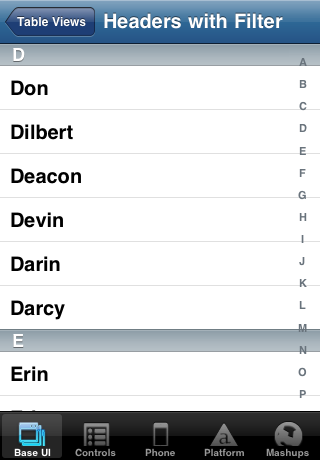 Table Views
Headers with Filter
D
Don
Dilbert
Deacon
Devin
Darin
Darcy
E
Erin
A
B
C
D
E
F
G
H
I
J
K
L
M
N
O
P
Base UI
Controls
Phone
Platform
Mashups